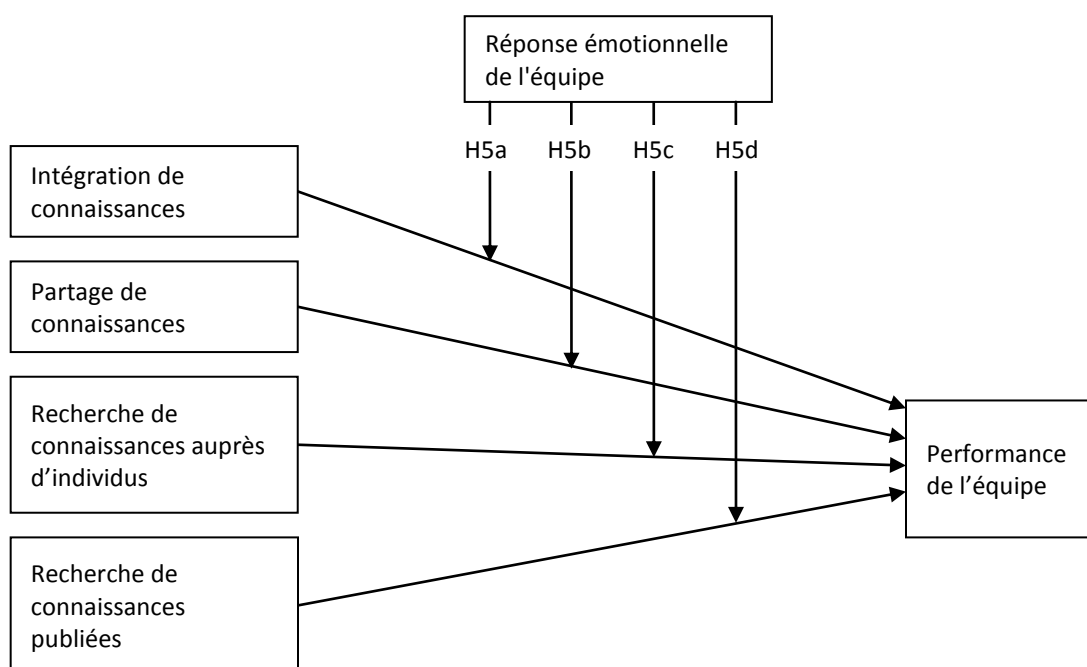 Réponse émotionnelle
de l'équipe
H5a H5b H5c H5d
Intégration de
connaissances
Partage de
connaissances
Recherche de
connaissances auprès
d’individus
Recherche de
connaissances
publiées
Performance
de l’équipe